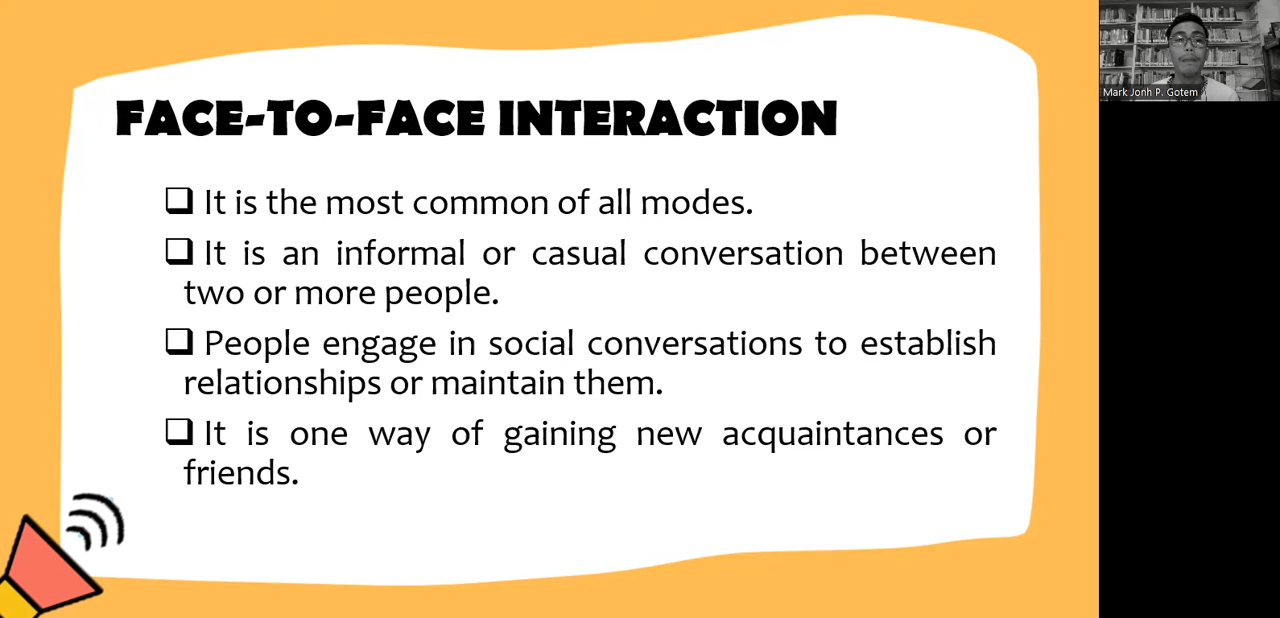 FACE-TO-FACE INTERACTION
It is the most common of all modes.
It is an informal or casual conversation between
two or more people.
People engage in social conversations to establish
relationships or maintain them.
It is one way of gaining new acquaintances or
friends.
Mark Jonh P. Gotem